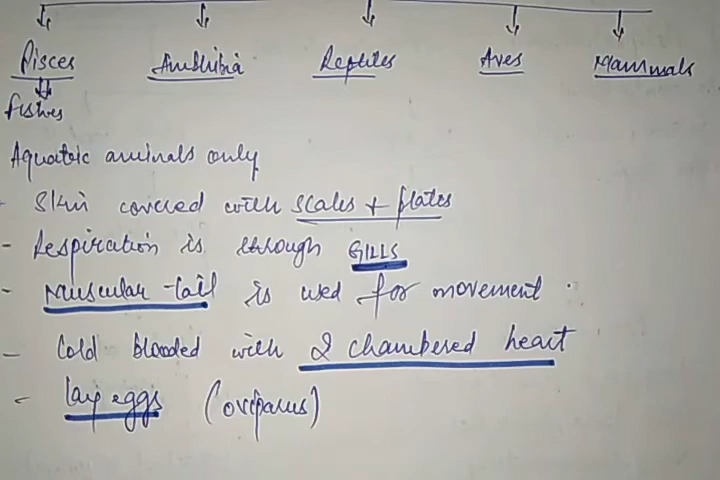 Pisces Amphibia Reptiles Aves Mammals
fishes
Aquatic animals only
- Skin covered with scales + plates
- Respiration is through GILLS
- Muscular tail is used for movement.
- Cold blooded with 2 chambered heart
- lay eggs (oviparus)